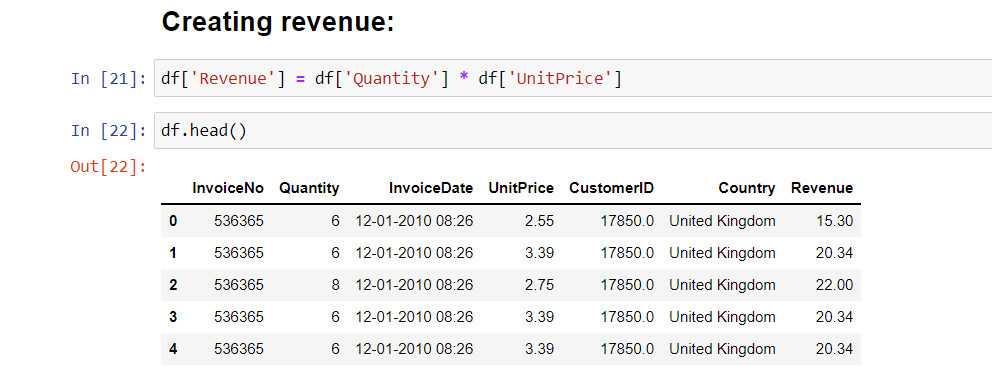 Creating revenue:
In [21]: df['Revenue'] = df['Quantity'] * df['UnitPrice']
In [22]: df.head()
Out[22]:
InvoiceNo Quantity InvoiceDate UnitPrice CustomerID Country Revenue
0 536365 6 12-01-2010 08:26 2.55 17850.0 United Kingdom 15.30
1 536365 6 12-01-2010 08:26 3.39 17850.0 United Kingdom 20.34
2 536365 8 12-01-2010 08:26 2.75 17850.0 United Kingdom 22.00
3 536365 6 12-01-2010 08:26 3.39 17850.0 United Kingdom 20.34
4 536365 6 12-01-2010 08:26 3.39 17850.0 United Kingdom 20.34